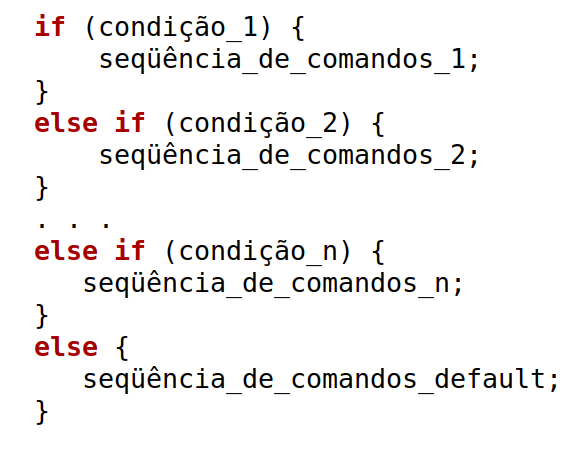 if (condição_1) {
    seqüência_de_comandos_1;
}
else if (condição_2) {
    seqüência_de_comandos_2;
}
. . .
else if (condição_n) {
   seqüência_de_comandos_n;
}
else {
   seqüência_de_comandos_default;
}